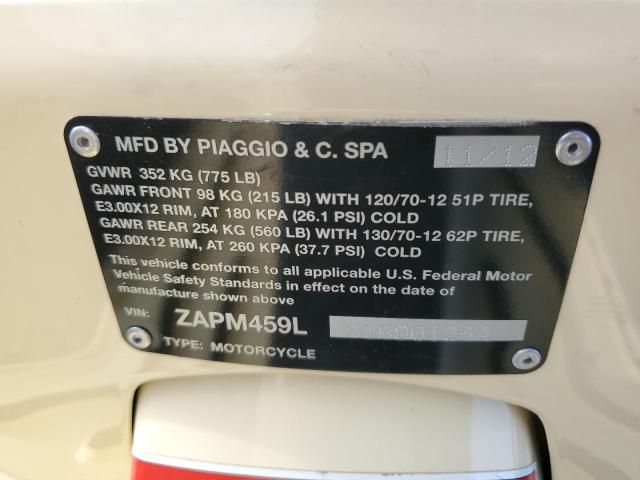 MFD BY PIAGGIO & C. SPA 11/12
GVWR 352 KG (775 LB)
GAWR FRONT 98 KG (215 LB) WITH 120/70-12 51P TIRE,
E3.00X12 RIM, AT 180 KPA (26.1 PSI) COLD
GAWR REAR 254 KG (560 LB) WITH 130/70-12 62P TIRE,
E3.00X12 RIM, AT 260 KPA (37.7 PSI) COLD
This vehicle conforms to all applicable U.S. Federal Motor
Vehicle Safety Standards in effect on the date of
manufacture shown above
VIN: ZAPM459L
TYPE: MOTORCYCLE